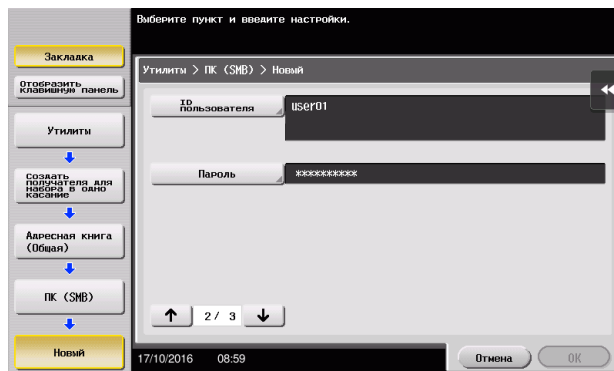 Выберите пункт и введите настройки.
Закладка
Отобразить
клавишную панель
Утилиты
Создать
получателя для
набора в одно
касание
Адресная книга
(Общая)
ПК (SMB)
Новый
Утилиты > ПК (SMB) > Новый
ID
пользователя
user01
Пароль
**********
2/ 3
17/10/2016 08:59
Отмена
OK